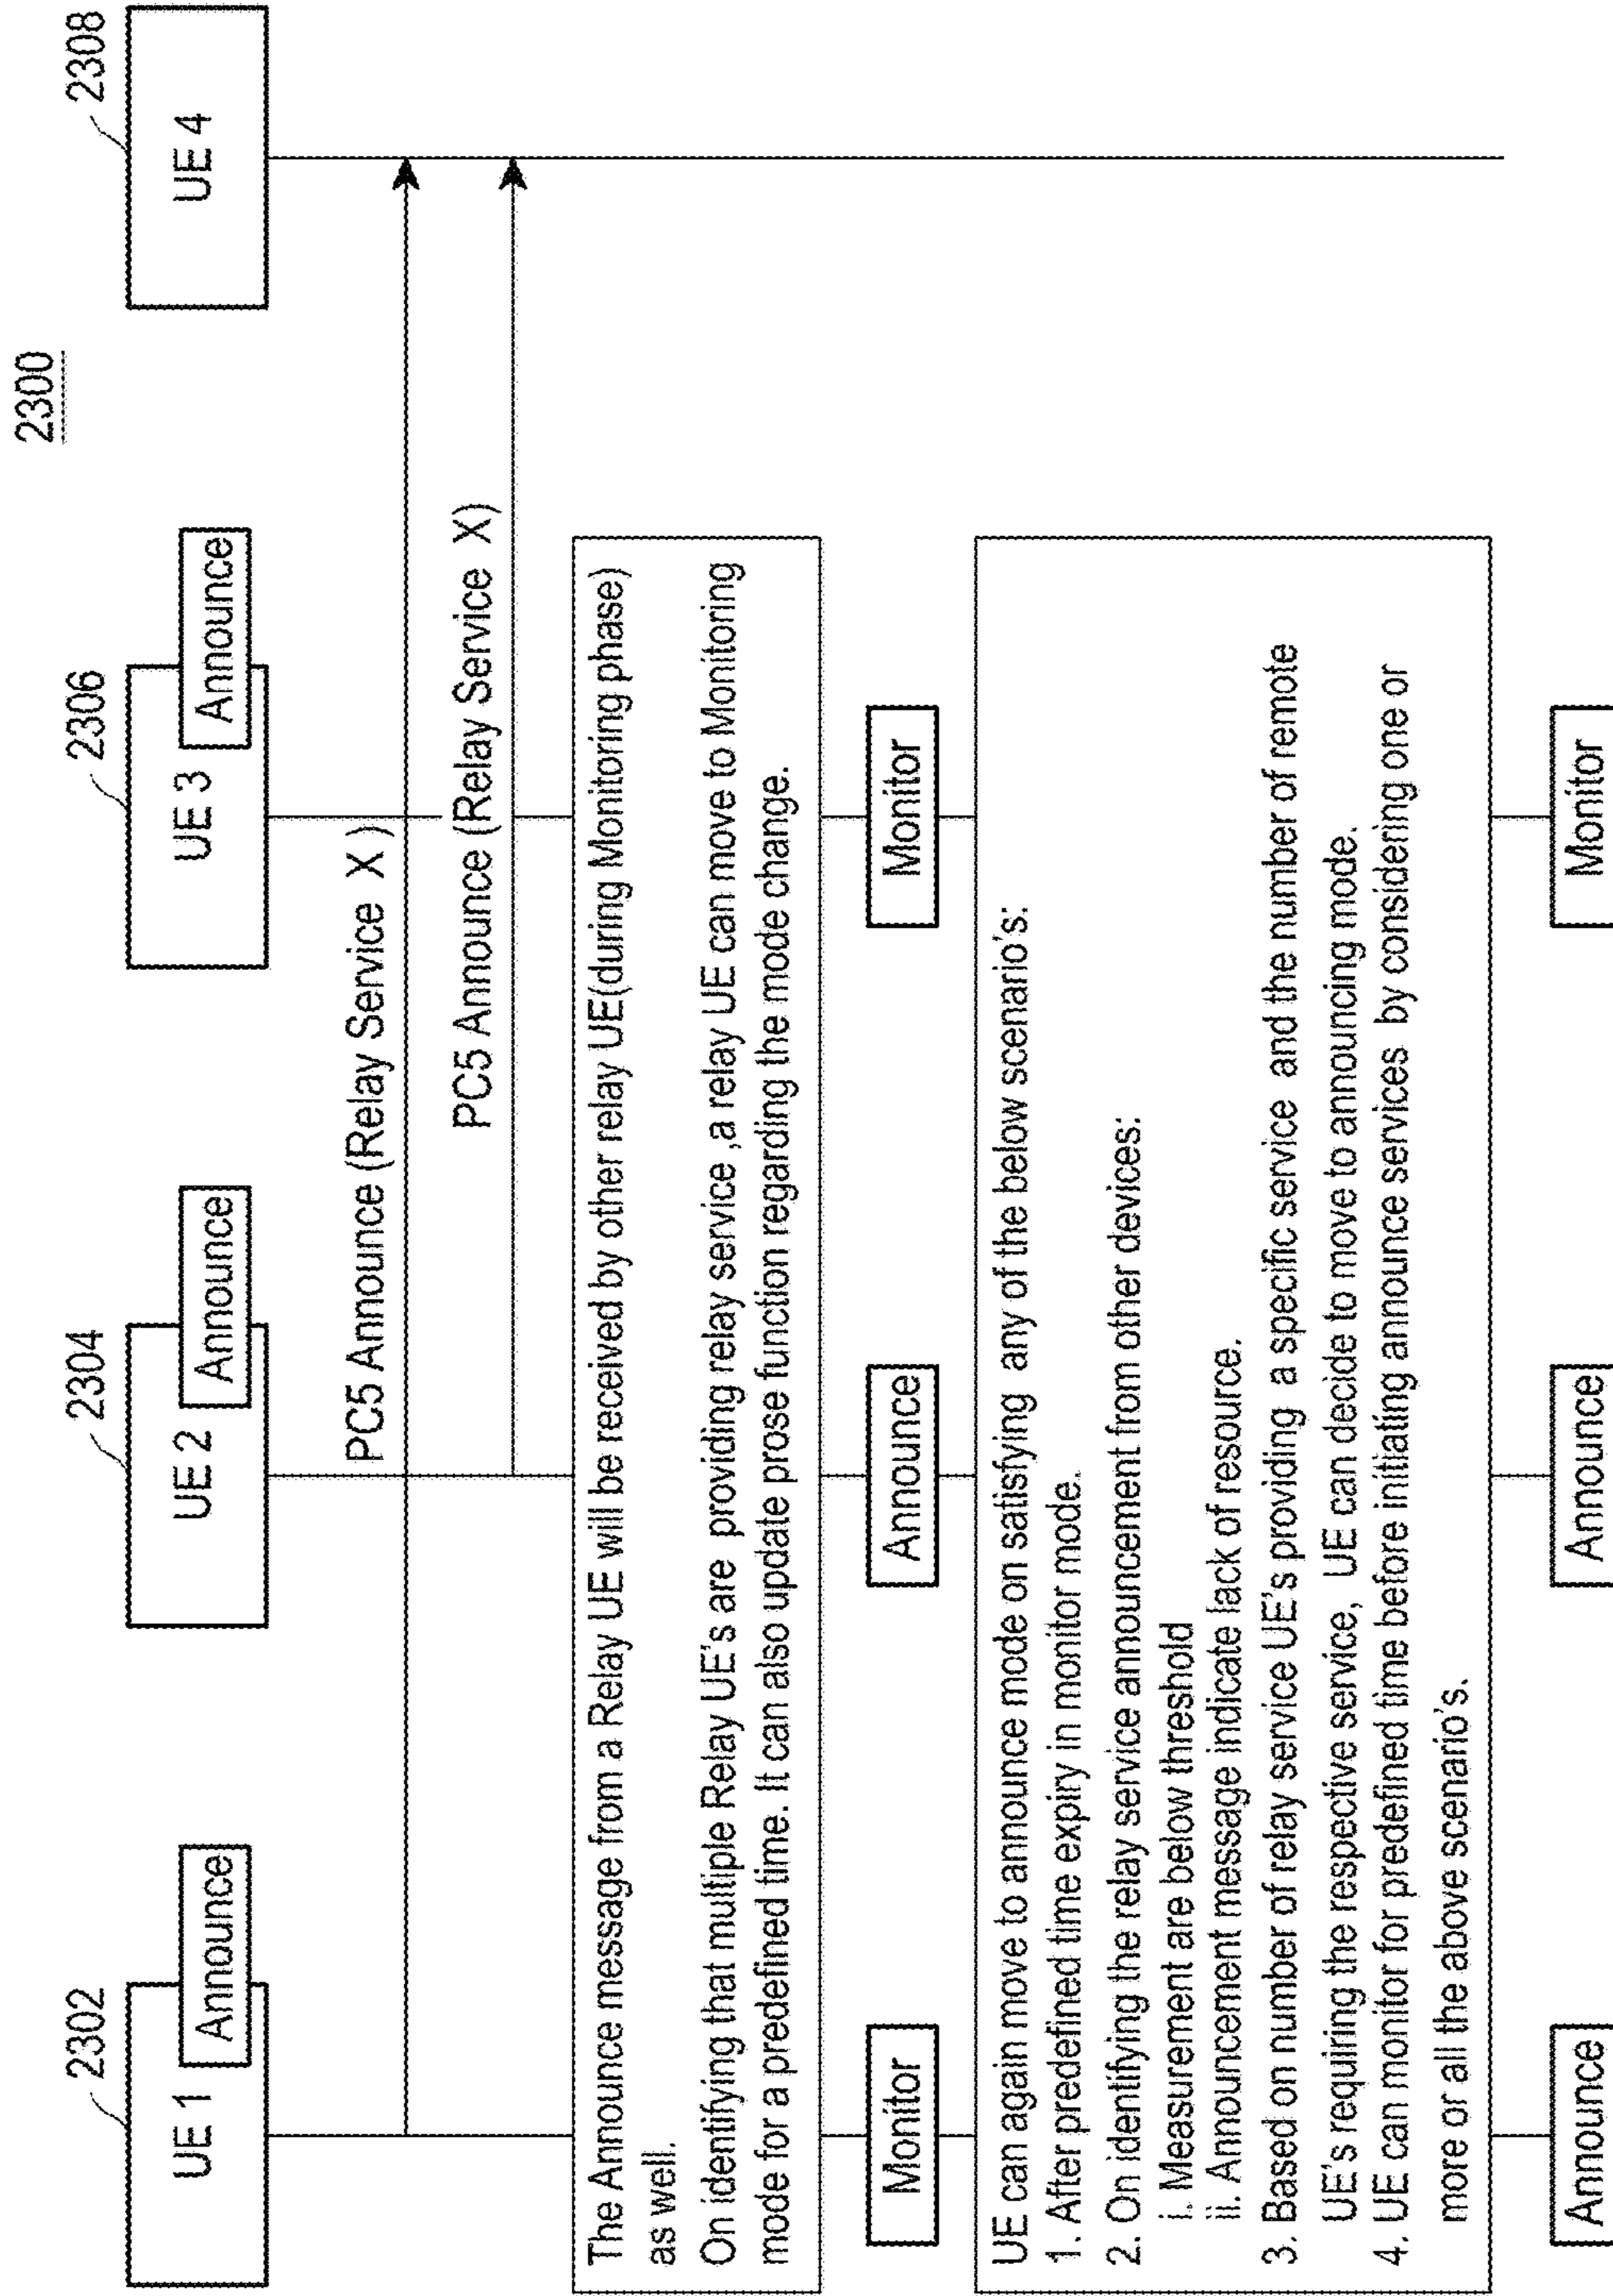 2300
2302
2304
2306
2308
UE 1
Announce
UE 2
Announce
UE 3
Announce
UE 4
PC5 Announce (Relay Service X )
PC5 Announce (Relay Service X)
The Announce message from a Relay UE will be received by other relay UE(during Monitoring phase)
as well.
On identifying that multiple Relay UE's are providing relay service ,a relay UE can move to Monitoring
mode for a predefined time. It can also update prose function regarding the mode change.
Monitor
Announce
Monitor
UE can again move to announce mode on satisfying any of the below scenario's:
1. After predefined time expiry in monitor mode.
2. On identifying the relay service announcement from other devices:
i. Measurement are below threshold
ii. Announcement message indicate lack of resource.
3. Based on number of relay service UE's providing a specific service and the number of remote
UE's requiring the respective service, UE can decide to move to announcing mode.
4. UE can monitor for predefined time before initiating announce services by considering one or
more or all the above scenario's.
Announce
Announce
Monitor